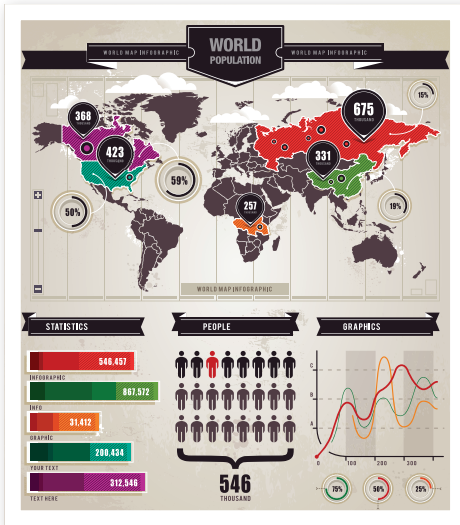 WORLD
POPULATION
WORLD MAP INFOGRAPHIC
WORLD MAP INFOGRAPHIC
368
THOUSAND
423
THOUSAND
675
THOUSAND
331
THOUSAND
257
THOUSAND
15%
59%
50%
19%
WORLD MAP INFOGRAPHIC
STATISTICS
546,457
INFOGRAPHIC
867,572
INFO
31,412
GRAPHIC
200,434
YOUR TEXT
312,546
TEXT HERE
PEOPLE
546
THOUSAND
GRAPHICS
C
B
A
0
100
200
300
75%
50%
25%